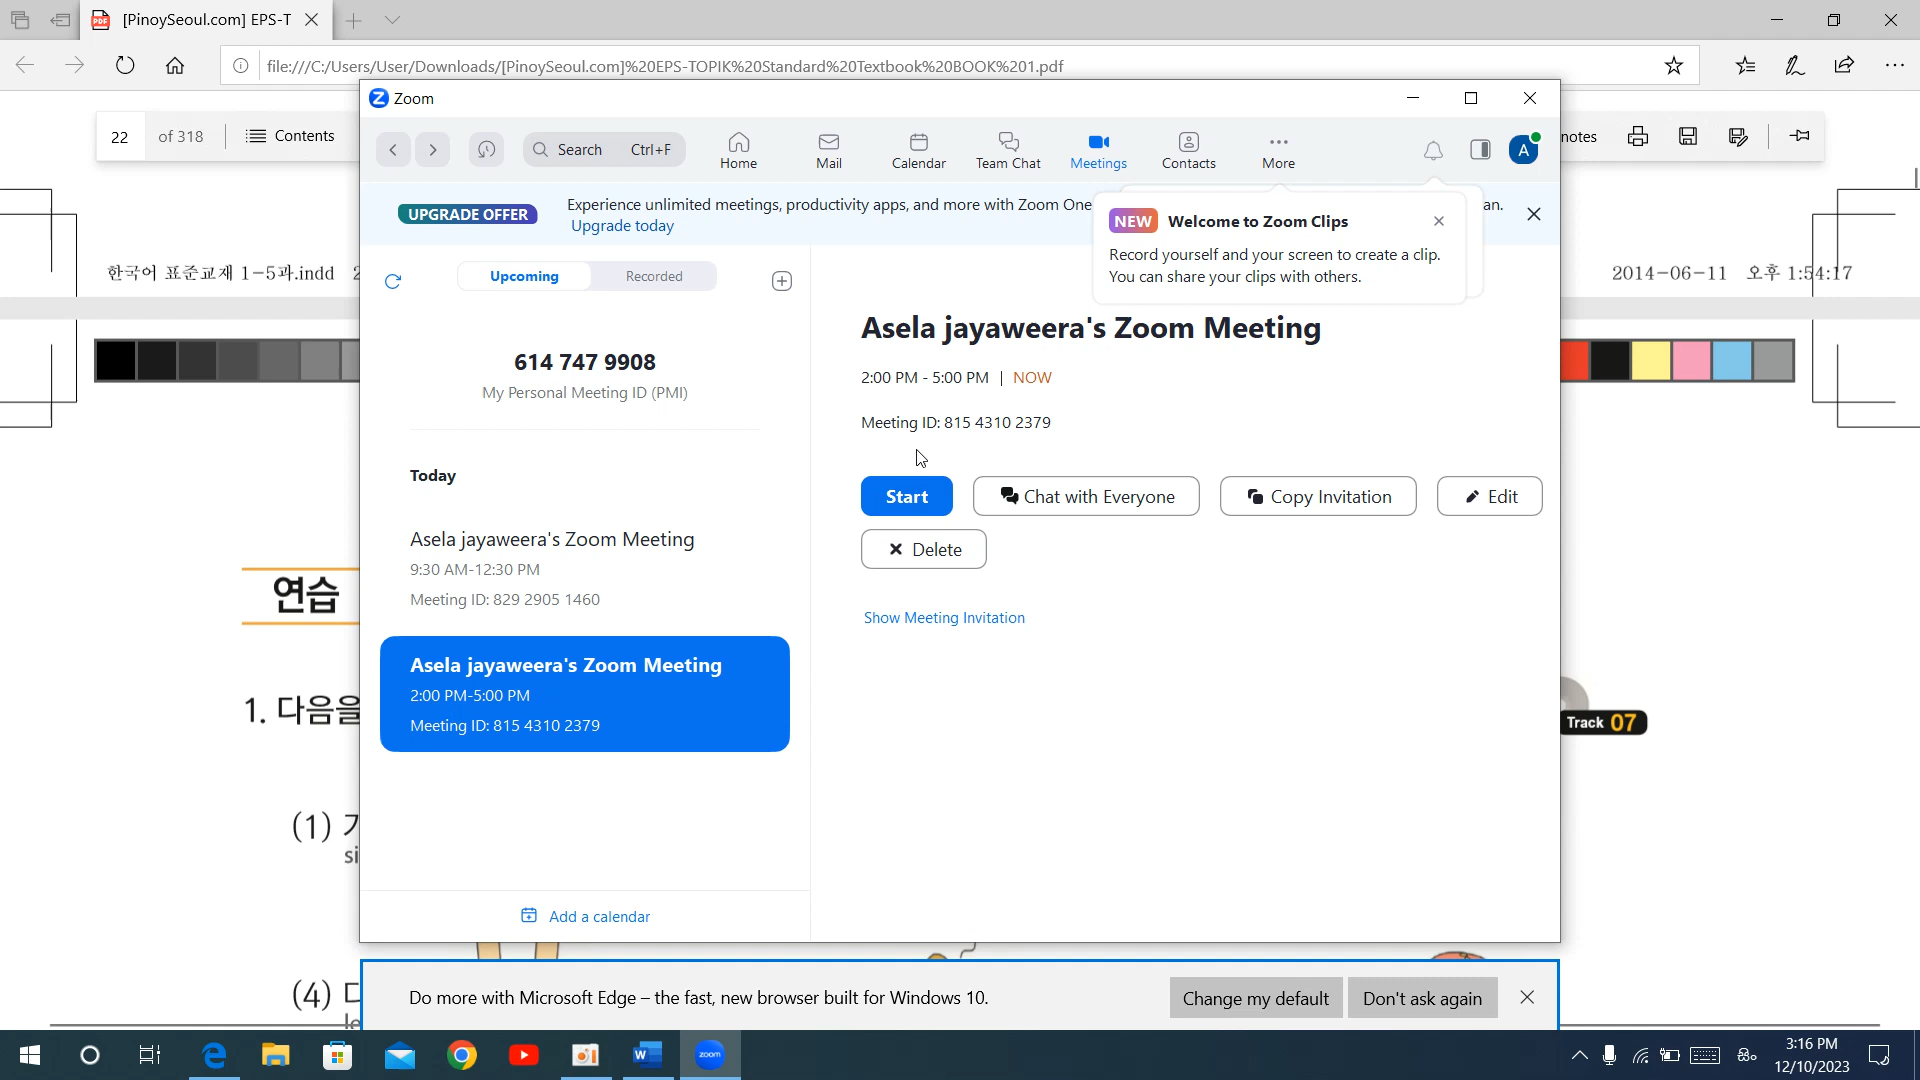 [PinoySeoul.com] EPS-T
file:///C:/Users/User/Downloads/[PinoySeoul.com]%20EPS-TOPIK%20Standard%20Textbook%20BOOK%201.pdf
22 of 318 Contents
notes
Zoom
Search Ctrl+F
Home
Mail
Calendar
Team Chat
Meetings
Contacts
More
A
UPGRADE OFFER
Experience unlimited meetings, productivity apps, and more with Zoom One
an.
Upgrade today
NEW Welcome to Zoom Clips
Record yourself and your screen to create a clip.
You can share your clips with others.
한국어 표준교재 1-5과.indd 2
2014-06-11 오후 1:54:17
Upcoming Recorded
614 747 9908
My Personal Meeting ID (PMI)
Today
Asela jayaweera's Zoom Meeting
9:30 AM-12:30 PM
Meeting ID: 829 2905 1460
Asela jayaweera's Zoom Meeting
2:00 PM-5:00 PM
Meeting ID: 815 4310 2379
Add a calendar
Asela jayaweera's Zoom Meeting
2:00 PM - 5:00 PM | NOW
Meeting ID: 815 4310 2379
Start
Chat with Everyone
Copy Invitation
Edit
Delete
Show Meeting Invitation
연습
1. 다음을
Track 07
(1)
si
(4)
le
Do more with Microsoft Edge – the fast, new browser built for Windows 10.
Change my default
Don't ask again
zoom
3:16 PM
12/10/2023